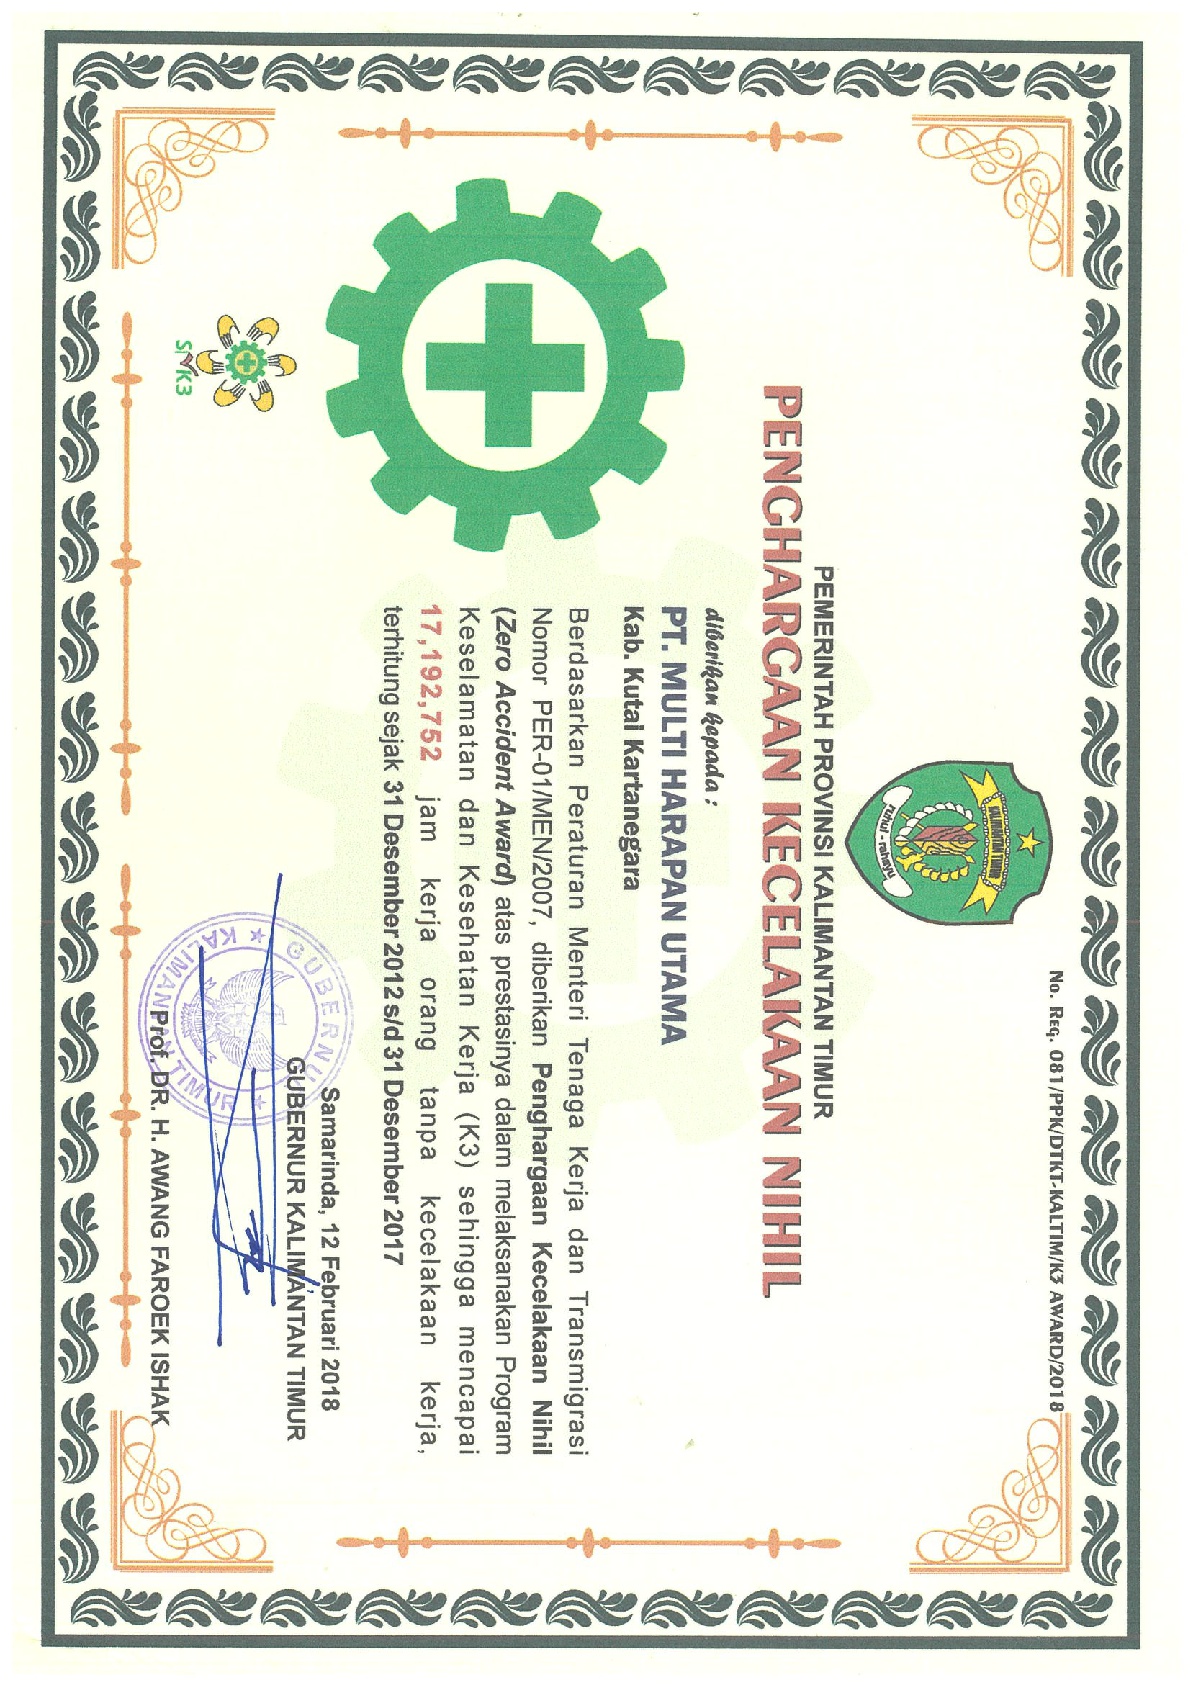 No. Reg. 081/PPK/DTKT-KALTIM/K3 AWARD/2018
KALIMANTAN TIMUR
ruhui - rahayu
PEMERINTAH PROVINSI KALIMANTAN TIMUR
PENGHARGAAN KECELAKAAN NIHIL
diberikan kepada :
PT. MULTI HARAPAN UTAMA
Kab. Kutai Kartanegara
Berdasarkan Peraturan Menteri Tenaga Kerja dan Transmigrasi
Nomor PER-01/MEN/2007, diberikan Penghargaan Kecelakaan Nihil
(Zero Accident Award) atas prestasinya dalam melaksanakan Program
Keselamatan dan Kesehatan Kerja (K3) sehingga mencapai
17,192,752 jam kerja orang tanpa kecelakaan kerja,
terhitung sejak 31 Desember 2012 s/d 31 Desember 2017
Samarinda, 12 Februari 2018
GUBERNUR KALIMANTAN TIMUR
GUBERNUR
KALIMANTAN TIMUR
SMK3
Prof. DR. H. AWANG FAROEK ISHAK